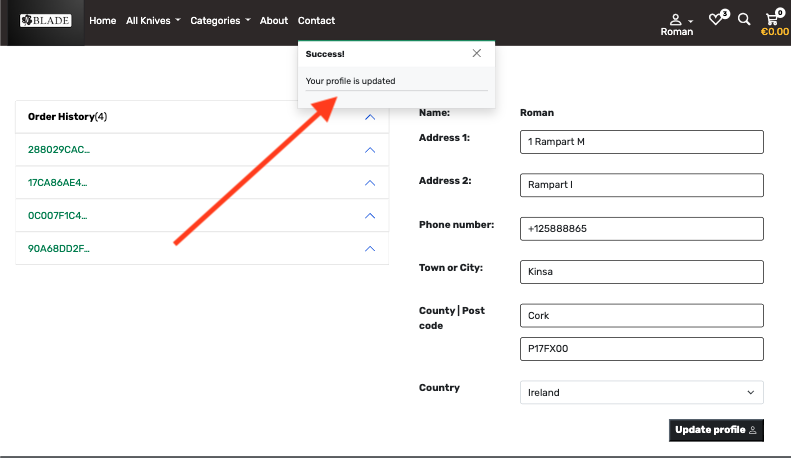 BLADE Home All Knives Categories About Contact 3 0
Roman €0.00
Success!
Your profile is updated
Order History(4)
288029CAC...
17CA86AE4...
0C007F1C4...
90A68DD2F...
Name: Roman
Address 1: 1 Rampart M
Address 2: Rampart I
Phone number: +125888865
Town or City: Kinsa
County | Post
code
Cork
P17FX00
Country Ireland
Update profile